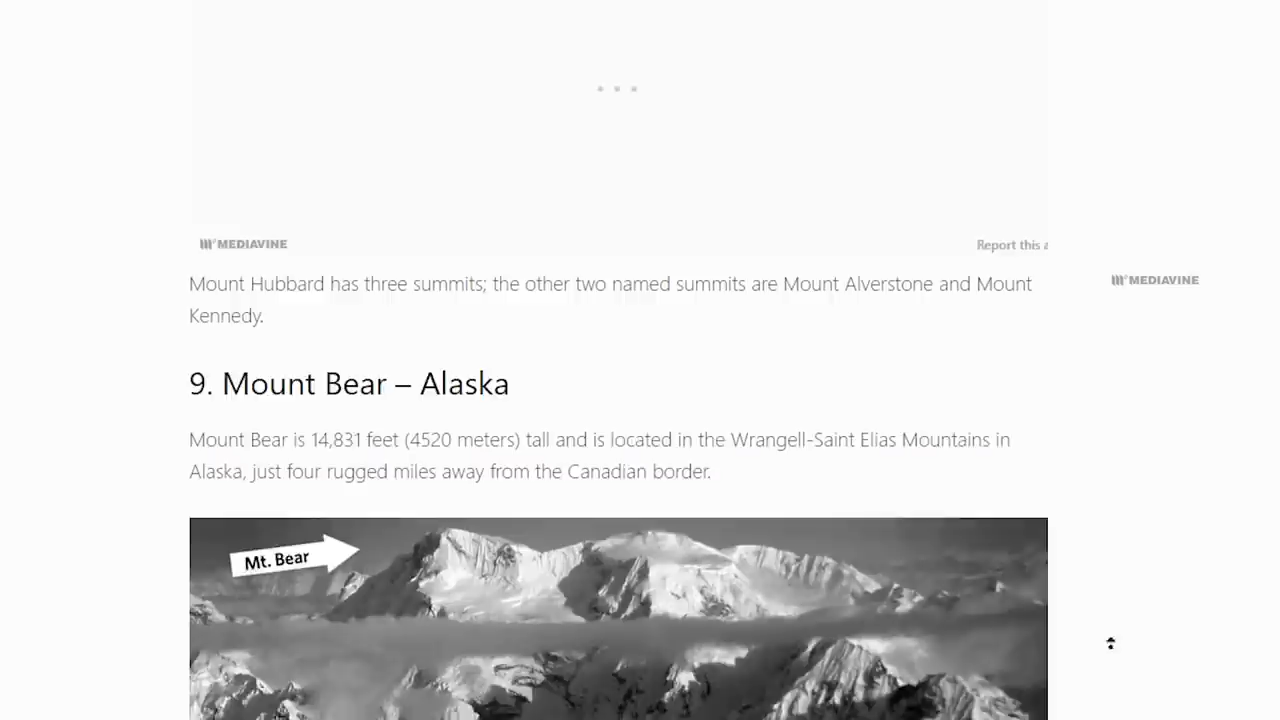 MEDIAVINE
Report this a
Mount Hubbard has three summits; the other two named summits are Mount Alverstone and Mount
Kennedy.
MEDIAVINE
9. Mount Bear – Alaska
Mount Bear is 14,831 feet (4520 meters) tall and is located in the Wrangell-Saint Elias Mountains in
Alaska, just four rugged miles away from the Canadian border.
Mt. Bear